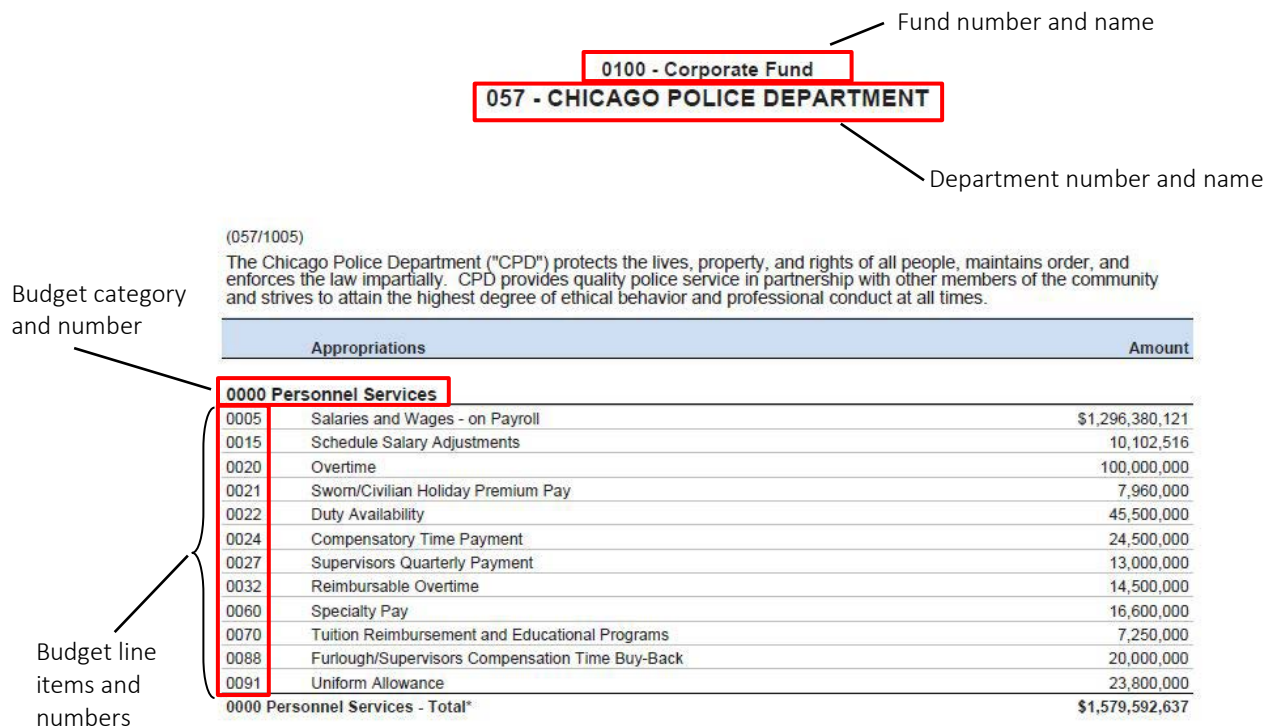 Fund number and name
0100 - Corporate Fund
057 - CHICAGO POLICE DEPARTMENT
Department number and name
(057/1005)
The Chicago Police Department ("CPD") protects the lives, property, and rights of all people, maintains order, and
enforces the law impartially. CPD provides quality police service in partnership with other members of the community
and strives to attain the highest degree of ethical behavior and professional conduct at all times.
Budget category
and number
Appropriations Amount
0000 Personnel Services
0005 Salaries and Wages - on Payroll $1,296,380,121
0015 Schedule Salary Adjustments 10,102,516
0020 Overtime 100,000,000
0021 Sworn/Civilian Holiday Premium Pay 7,960,000
0022 Duty Availability 45,500,000
0024 Compensatory Time Payment 24,500,000
0027 Supervisors Quarterly Payment 13,000,000
0032 Reimbursable Overtime 14,500,000
0060 Specialty Pay 16,600,000
0070 Tuition Reimbursement and Educational Programs 7,250,000
0088 Furlough/Supervisors Compensation Time Buy-Back 20,000,000
0091 Uniform Allowance 23,800,000
0000 Personnel Services - Total* $1,579,592,637
Budget line
items and
numbers